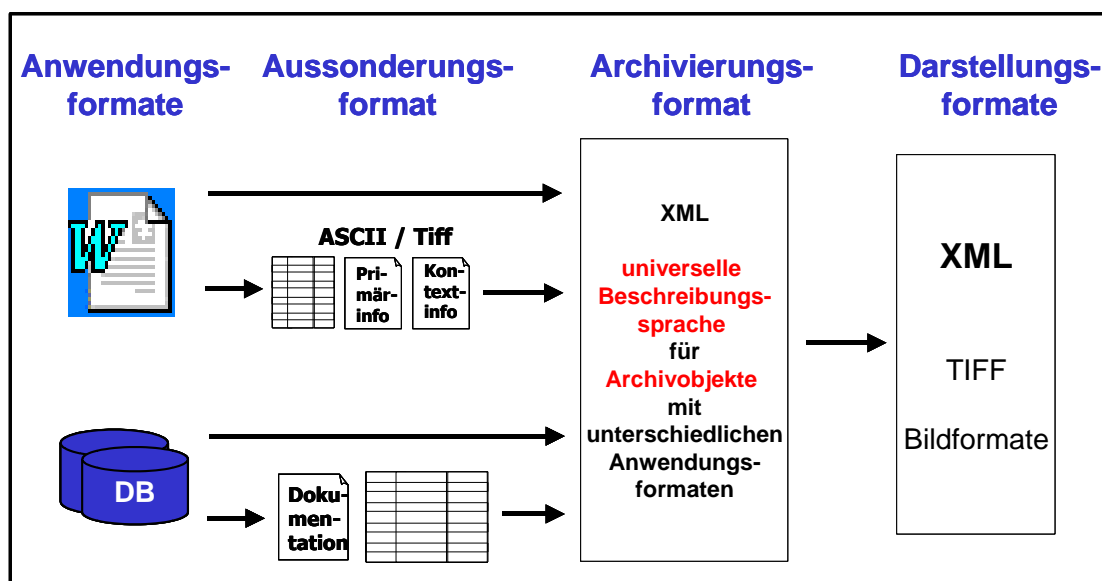 Anwendungs-
formate
Aussonderungs-
format
Archivierungs-
format
Darstellungs-
formate
W
ASCII / Tiff
Pri-
mär-
info
Kon-
text-
info
DB
Doku-
men-
tation
XML
universelle
Beschreibungs-
sprache
für
Archivobjekte
mit
unterschiedlichen
Anwendungs-
formaten
XML
TIFF
Bildformate